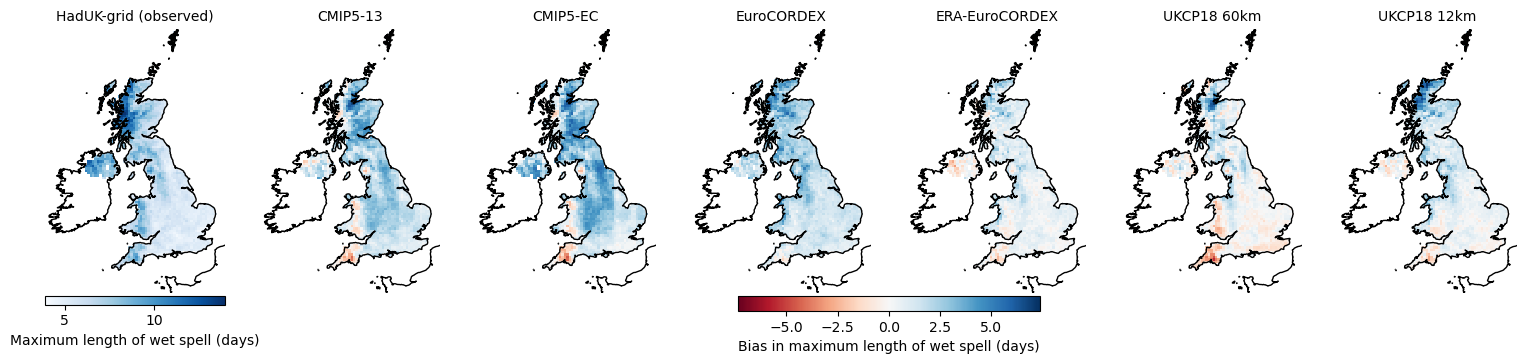 HadUK-grid (observed)
CMIP5-13
CMIP5-EC
EuroCORDEX
ERA-EuroCORDEX
UKCP18 60km
UKCP18 12km
5 10
Maximum length of wet spell (days)
−5.0 −2.5 0.0 2.5 5.0
Bias in maximum length of wet spell (days)